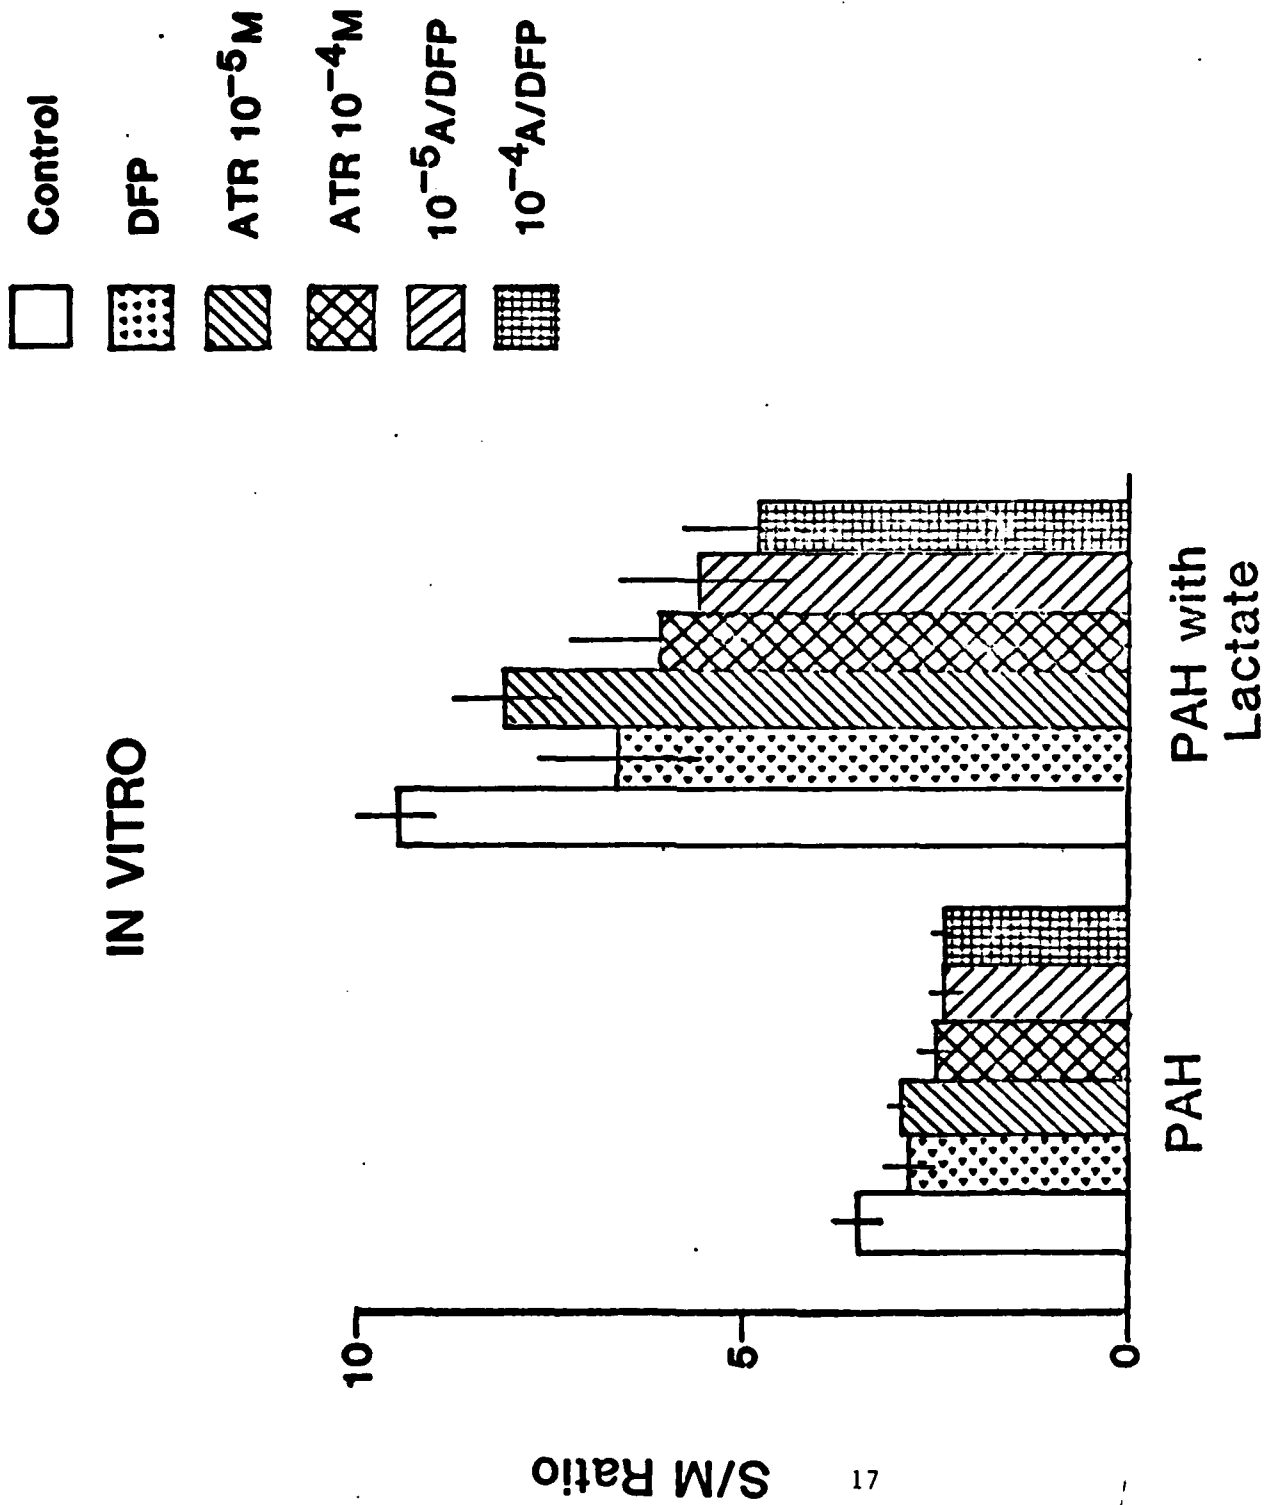 IN VITRO
Control
DFP
ATR 10⁻⁵M
ATR 10⁻⁴M
10⁻⁵A/DFP
10⁻⁴A/DFP
S/M Ratio
10
5
0
PAH
PAH with
Lactate
17